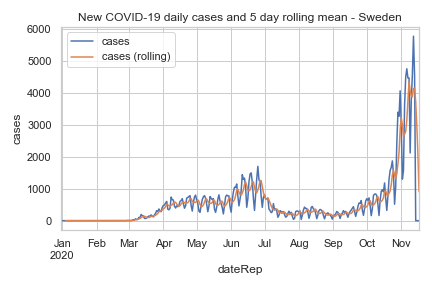 New COVID-19 daily cases and 5 day rolling mean - Sweden
cases
cases (rolling)
6000
5000
4000
3000
2000
1000
0
cases
Jan Feb Mar Apr May Jun Jul Aug Sep Oct Nov
2020
dateRep